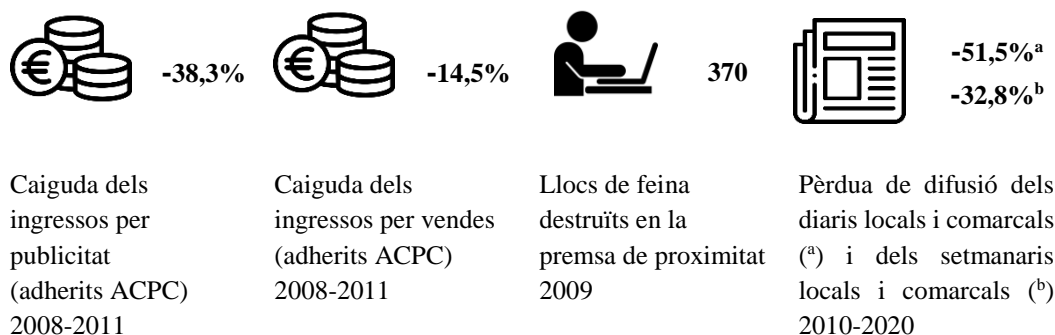 -38,3%
-14,5%
370
-51,5%ᵃ
-32,8%ᵇ
Caiguda dels
ingressos per
publicitat
(adherits ACPC)
2008-2011
Caiguda dels
ingressos per vendes
(adherits ACPC)
2008-2011
Llocs de feina
destruïts en la
premsa de proximitat
2009
Pèrdua de difusió dels
diaris locals i comarcals
(ᵃ) i dels setmanaris
locals i comarcals (ᵇ)
2010-2020